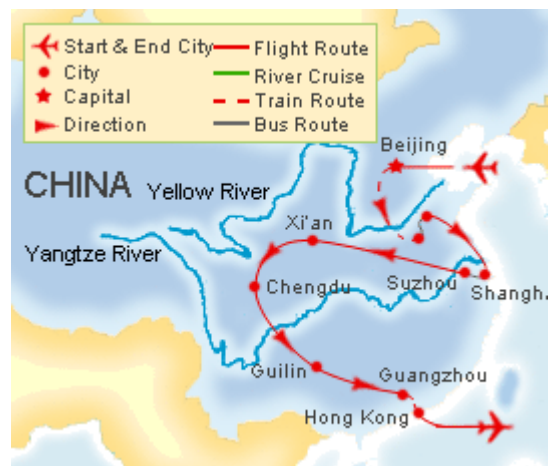 Start & End City
City
Capital
Direction
Flight Route
River Cruise
Train Route
Bus Route
Beijing
CHINA
Yellow River
Xi'an
Yangtze River
Chengdu
Suzhou
Shangh
Guilin
Guangzhou
Hong Kong